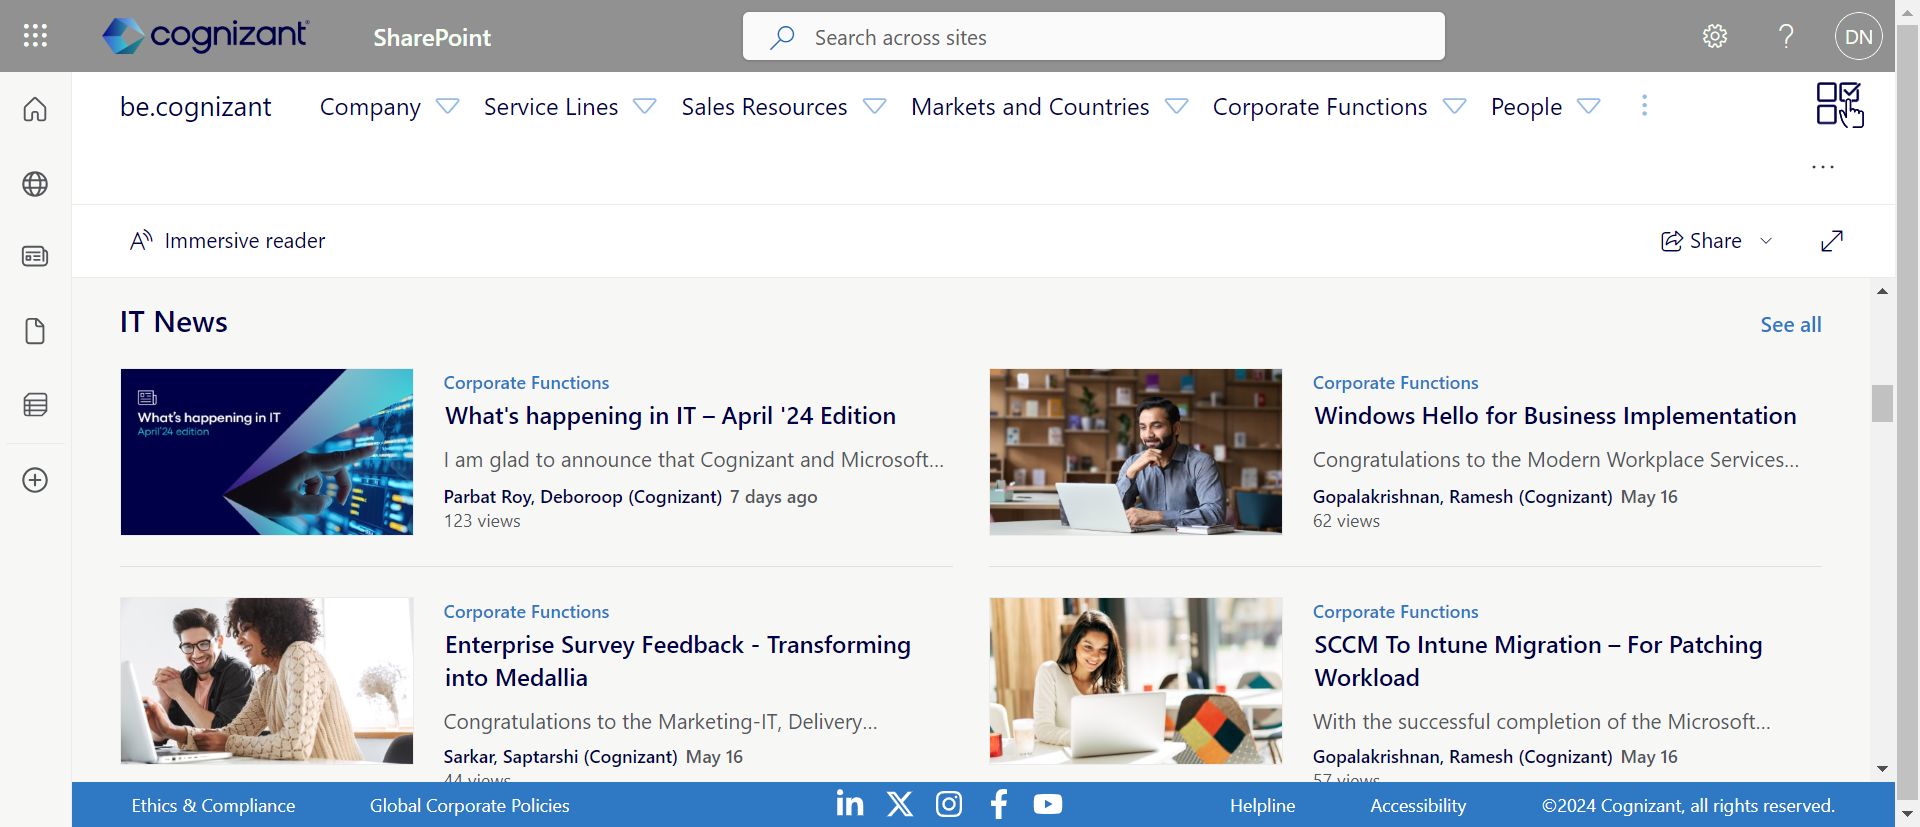 cognizant
SharePoint
Search across sites
DN
be.cognizant
Company
Service Lines
Sales Resources
Markets and Countries
Corporate Functions
People
Immersive reader
Share
IT News
See all
What's happening in IT
April'24 edition
Corporate Functions
What's happening in IT – April '24 Edition
I am glad to announce that Cognizant and Microsoft...
Parbat Roy, Deboroop (Cognizant) 7 days ago
123 views
Corporate Functions
Windows Hello for Business Implementation
Congratulations to the Modern Workplace Services...
Gopalakrishnan, Ramesh (Cognizant) May 16
62 views
Corporate Functions
Enterprise Survey Feedback - Transforming
into Medallia
Congratulations to the Marketing-IT, Delivery...
Sarkar, Saptarshi (Cognizant) May 16
44 views
Corporate Functions
SCCM To Intune Migration – For Patching
Workload
With the successful completion of the Microsoft...
Gopalakrishnan, Ramesh (Cognizant) May 16
57 views
Ethics & Compliance
Global Corporate Policies
Helpline
Accessibility
©2024 Cognizant, all rights reserved.